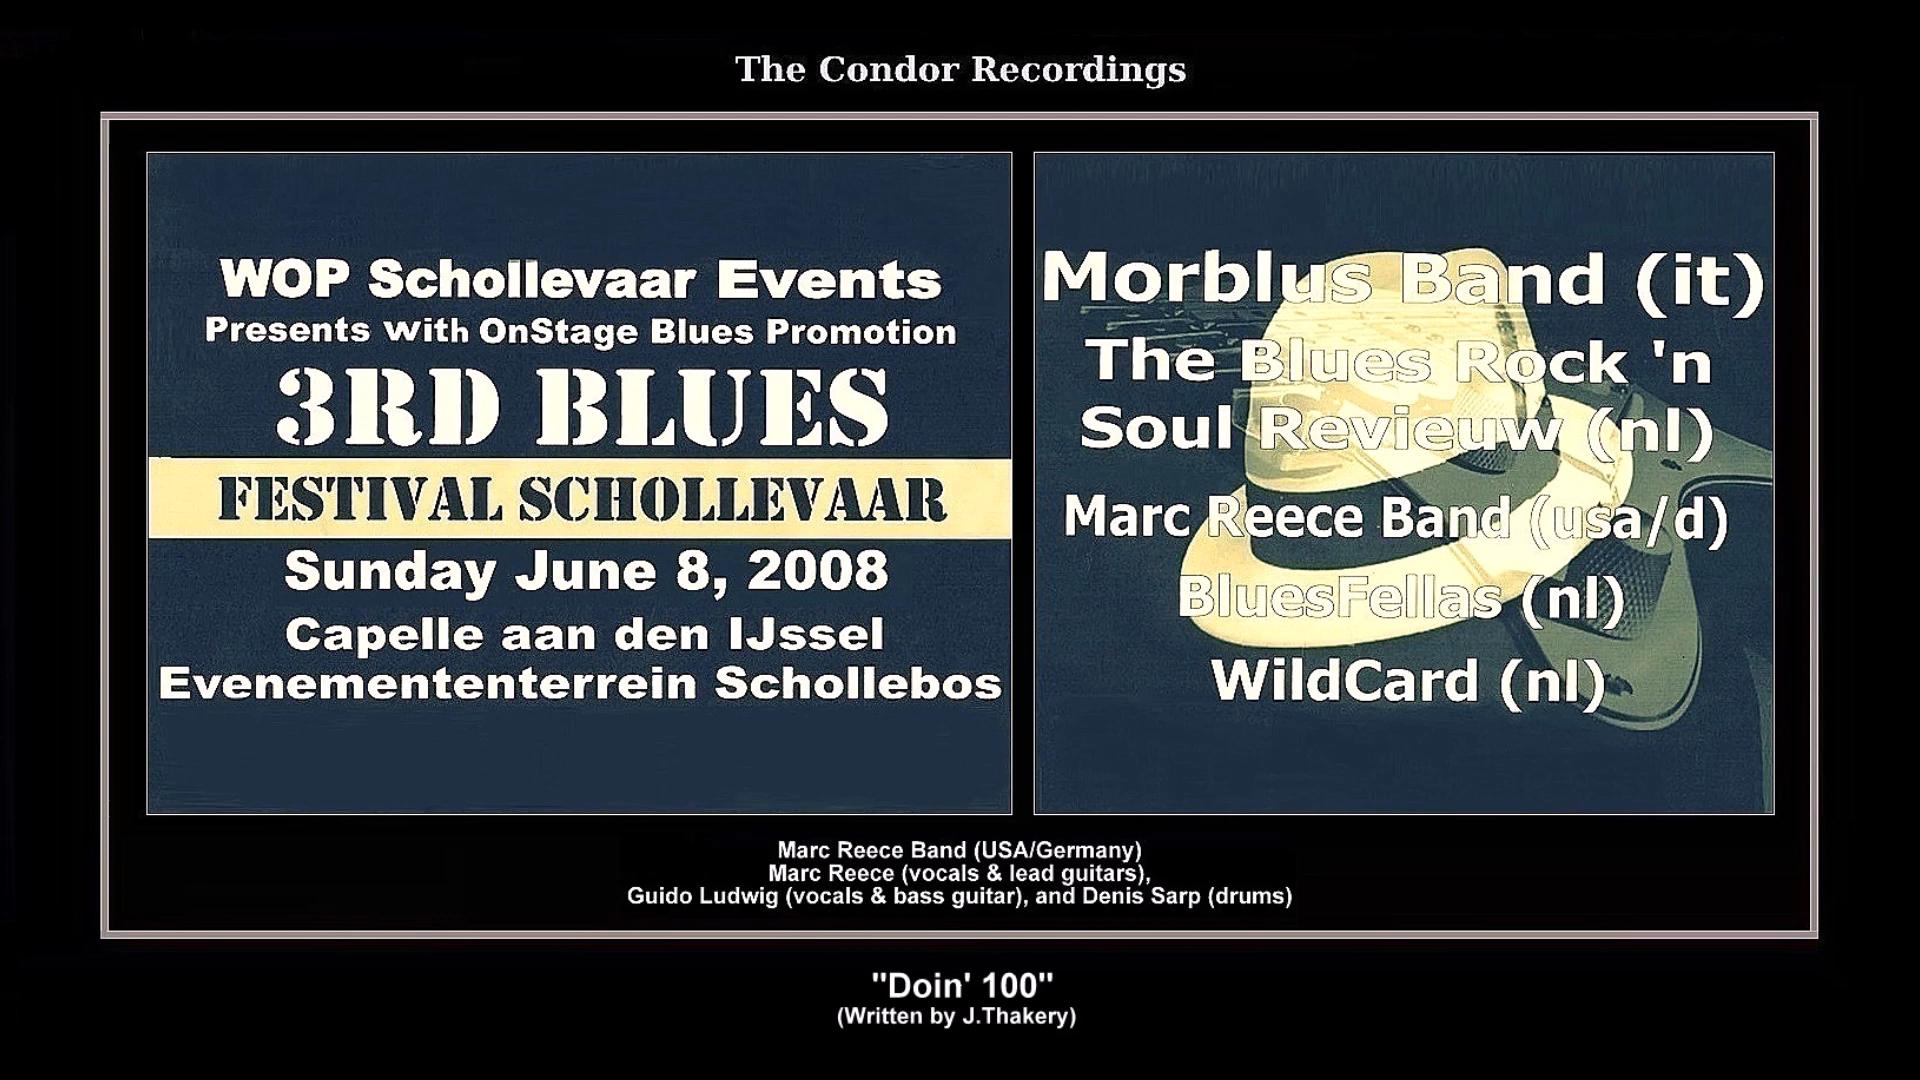 The Condor Recordings
WOP Schollevaar Events
Presents with OnStage Blues Promotion
3RD BLUES
FESTIVAL SCHOLLEVAAR
Sunday June 8, 2008
Capelle aan den IJssel
Evenemententerrein Schollebos
Morblus Band (it)
The Blues Rock 'n
Soul Revieuw (nl)
Marc Reece Band (usa/d)
BluesFellas (nl)
WildCard (nl)
Marc Reece Band (USA/Germany)
Marc Reece (vocals & lead guitars),
Guido Ludwig (vocals & bass guitar), and Denis Sarp (drums)
"Doin' 100"
(Written by J.Thakery)